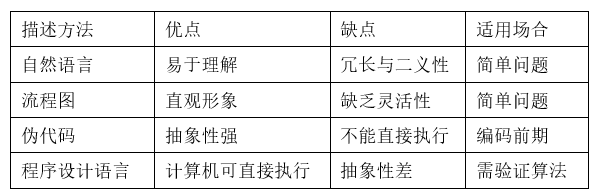 描述方法 优点 缺点 适用场合
自然语言 易于理解 冗长与二义性 简单问题
流程图 直观形象 缺乏灵活性 简单问题
伪代码 抽象性强 不能直接执行 编码前期
程序设计语言 计算机可直接执行 抽象性差 需验证算法